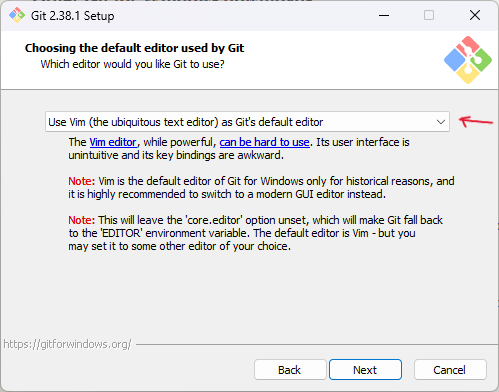 Git 2.38.1 Setup
Choosing the default editor used by Git
Which editor would you like Git to use?
Use Vim (the ubiquitous text editor) as Git's default editor
The Vim editor, while powerful, can be hard to use. Its user interface is
unintuitive and its key bindings are awkward.
Note: Vim is the default editor of Git for Windows only for historical reasons, and
it is highly recommended to switch to a modern GUI editor instead.
Note: This will leave the 'core.editor' option unset, which will make Git fall back
to the 'EDITOR' environment variable. The default editor is Vim - but you
may set it to some other editor of your choice.
https://gitforwindows.org/
Back
Next
Cancel